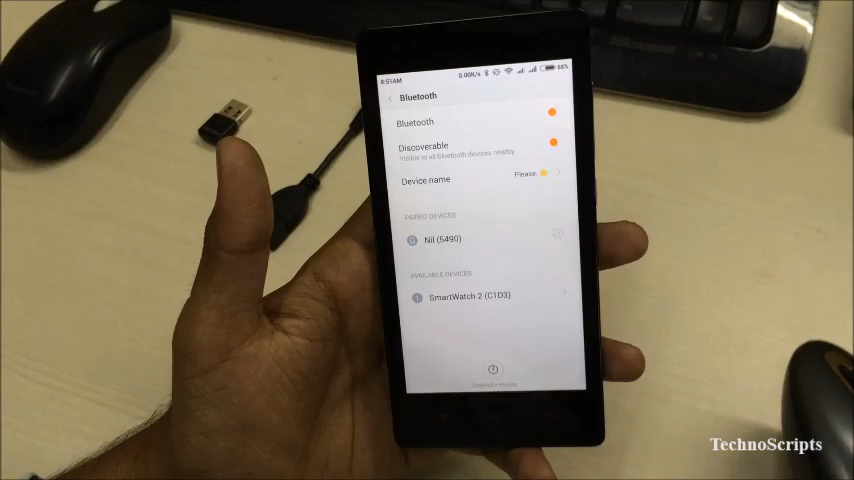 8:51AM 0.00K/s 68%
Bluetooth
Bluetooth
Discoverable
Visible to all Bluetooth devices nearby
Device name Please
PAIRED DEVICES
Nil (5490)
AVAILABLE DEVICES
SmartWatch 2 (C1D3)
TechnoScripts